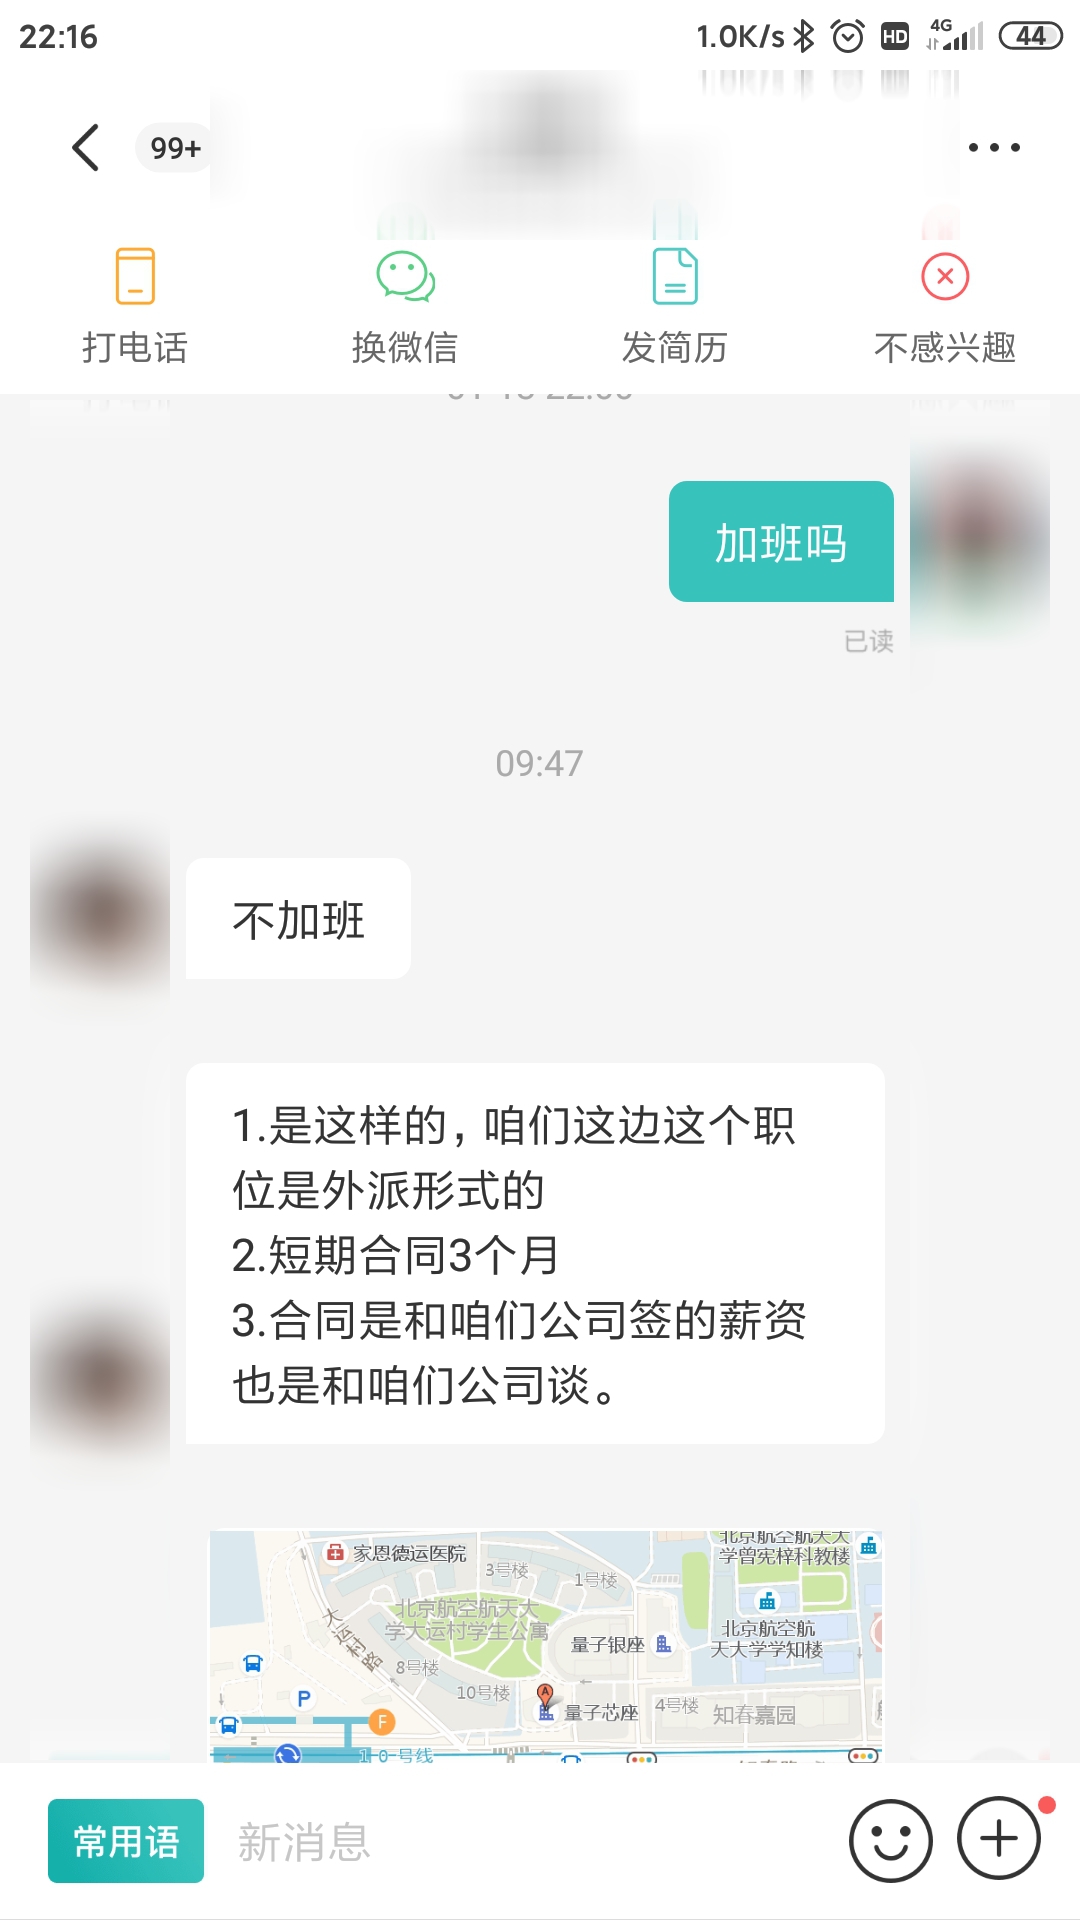 22:16
1.0K/s
HD
4G
44
99+
打电话
换微信
发简历
不感兴趣
加班吗
已读
09:47
不加班
1.是这样的，咱们这边这个职
位是外派形式的
2.短期合同3个月
3.合同是和咱们公司签的薪资
也是和咱们公司谈。
家恩德运医院
北京航空航天大
学曾宪梓科教楼
3号楼
1号楼
北京航空航天大
学大运村学生公寓
大运村路
量子银座
北京航空航
天大学学知楼
8号楼
10号楼
A
量子芯座
4号楼
知春嘉园
P
F
10号线
常用语
新消息